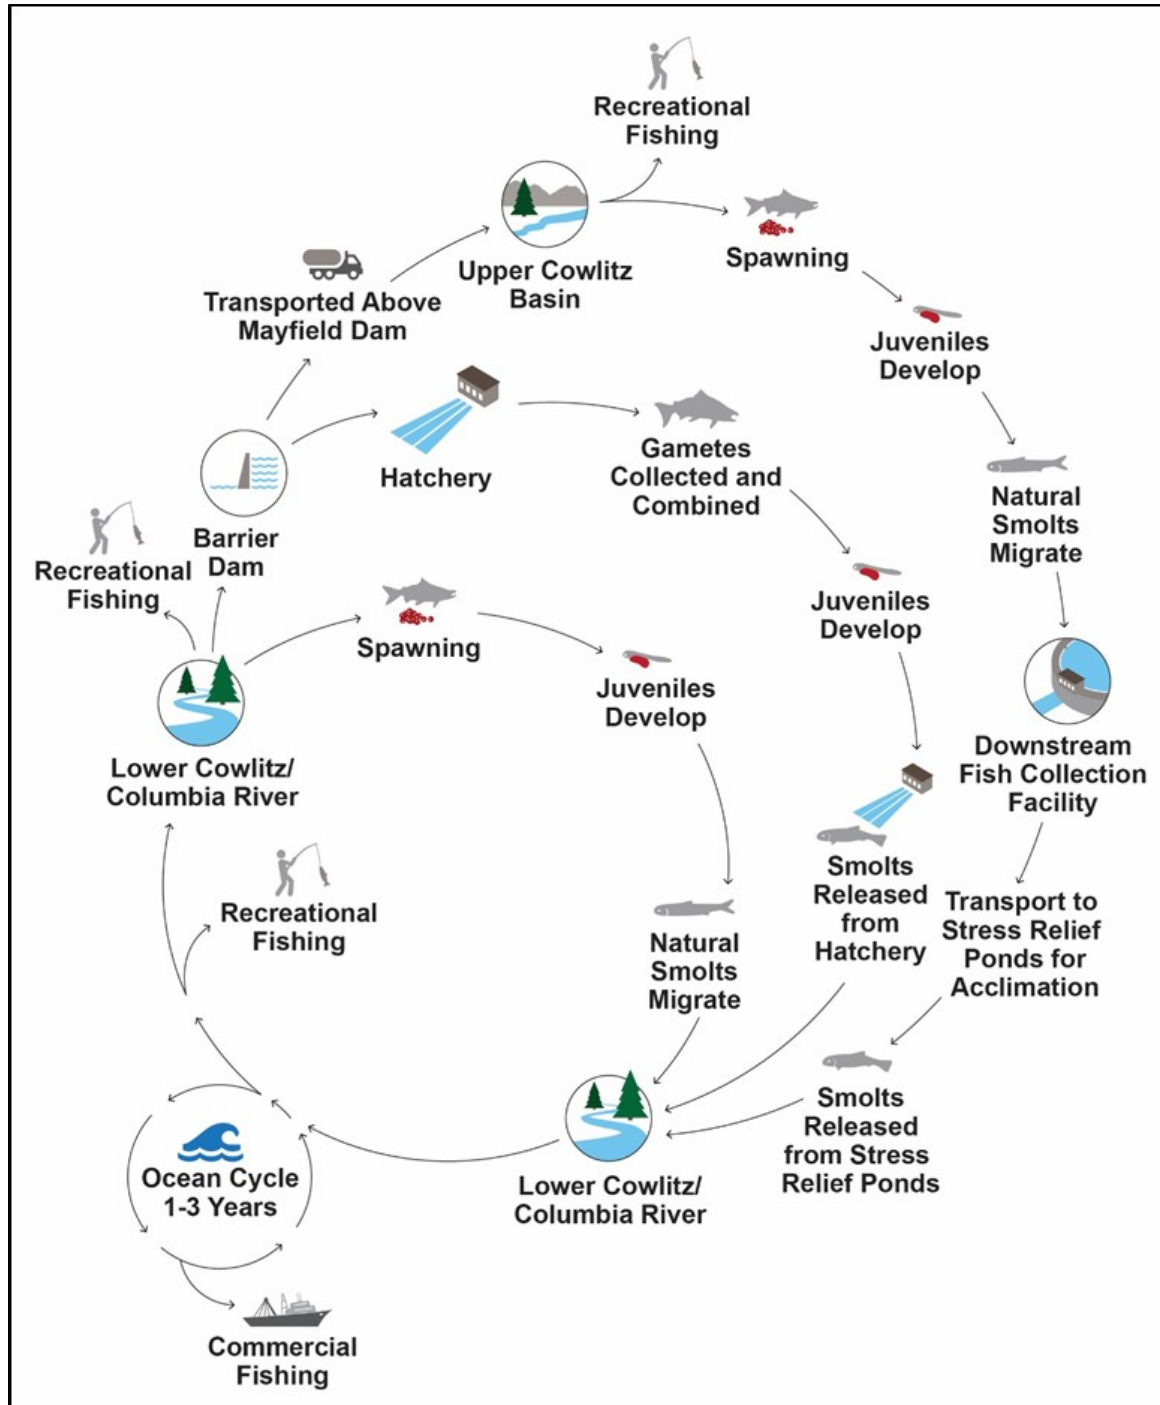 Recreational
Fishing
Upper Cowlitz
Basin
Spawning
Transported Above
Mayfield Dam
Juveniles
Develop
Hatchery
Gametes
Collected and
Combined
Natural
Smolts
Migrate
Barrier
Dam
Recreational
Fishing
Spawning
Juveniles
Develop
Juveniles
Develop
Downstream
Fish Collection
Facility
Lower Cowlitz/
Columbia River
Recreational
Fishing
Natural
Smolts
Migrate
Smolts
Released
from
Hatchery
Transport to
Stress Relief
Ponds for
Acclimation
Smolts
Released
from Stress
Relief Ponds
Lower Cowlitz/
Columbia River
Ocean Cycle
1-3 Years
Commercial
Fishing